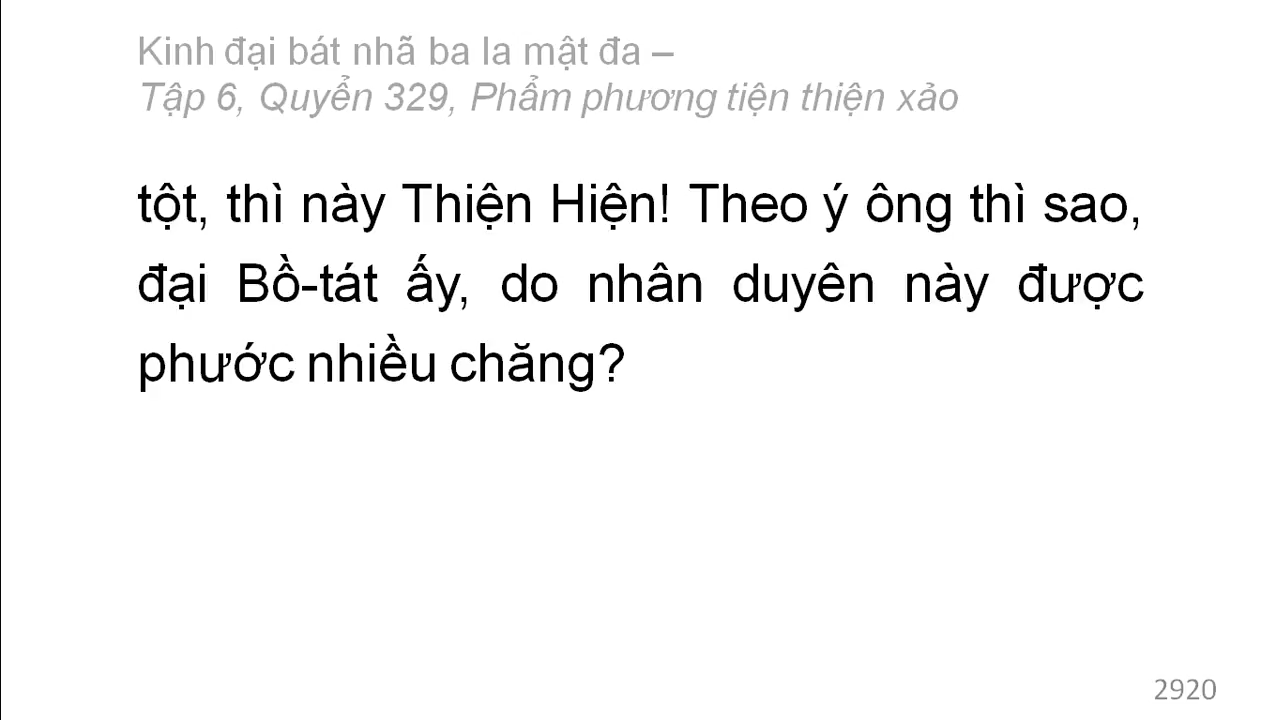 Kinh đại bát nhã ba la mật đa –
Tập 6, Quyển 329, Phẩm phương tiện thiện xảo
tột, thì này Thiện Hiện! Theo ý ông thì sao,
đại Bồ-tát ấy, do nhân duyên này được
phước nhiều chăng?
2920